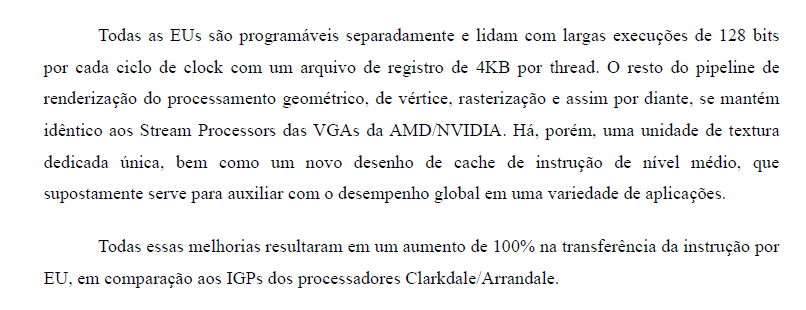 Todas as EUs são programáveis separadamente e lidam com largas execuções de 128 bits
por cada ciclo de clock com um arquivo de registro de 4KB por thread. O resto do pipeline de
renderização do processamento geométrico, de vértice, rasterização e assim por diante, se mantém
idêntico aos Stream Processors das VGAs da AMD/NVIDIA. Há, porém, uma unidade de textura
dedicada única, bem como um novo desenho de cache de instrução de nível médio, que
supostamente serve para auxiliar com o desempenho global em uma variedade de aplicações.
Todas essas melhorias resultaram em um aumento de 100% na transferência da instrução por
EU, em comparação aos IGPs dos processadores Clarkdale/Arrandale.